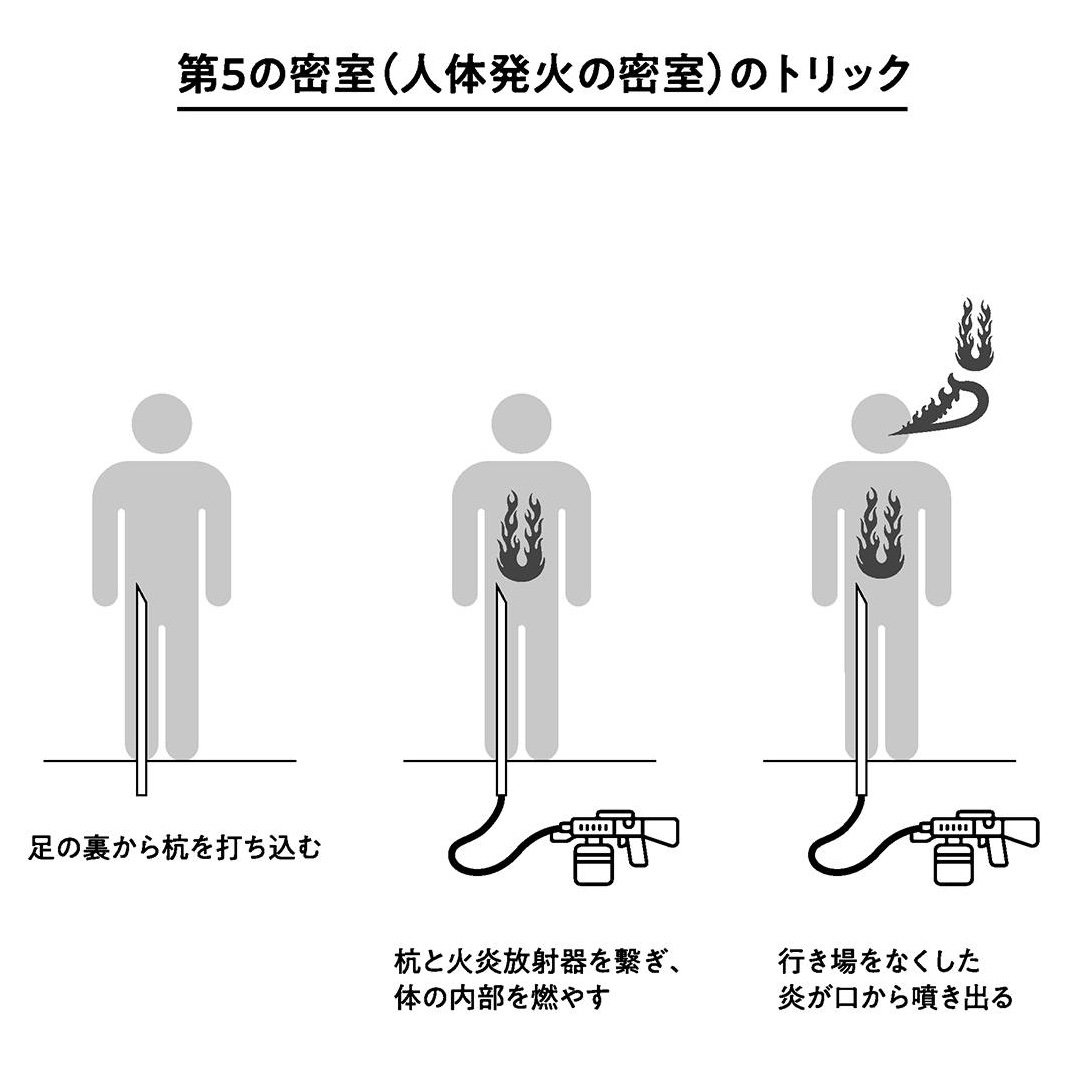 第5の密室（人体発火の密室）のトリック
足の裏から杭を打ち込む
杭と火炎放射器を繋ぎ、
体の内部を燃やす
行き場をなくした
炎が口から噴き出る